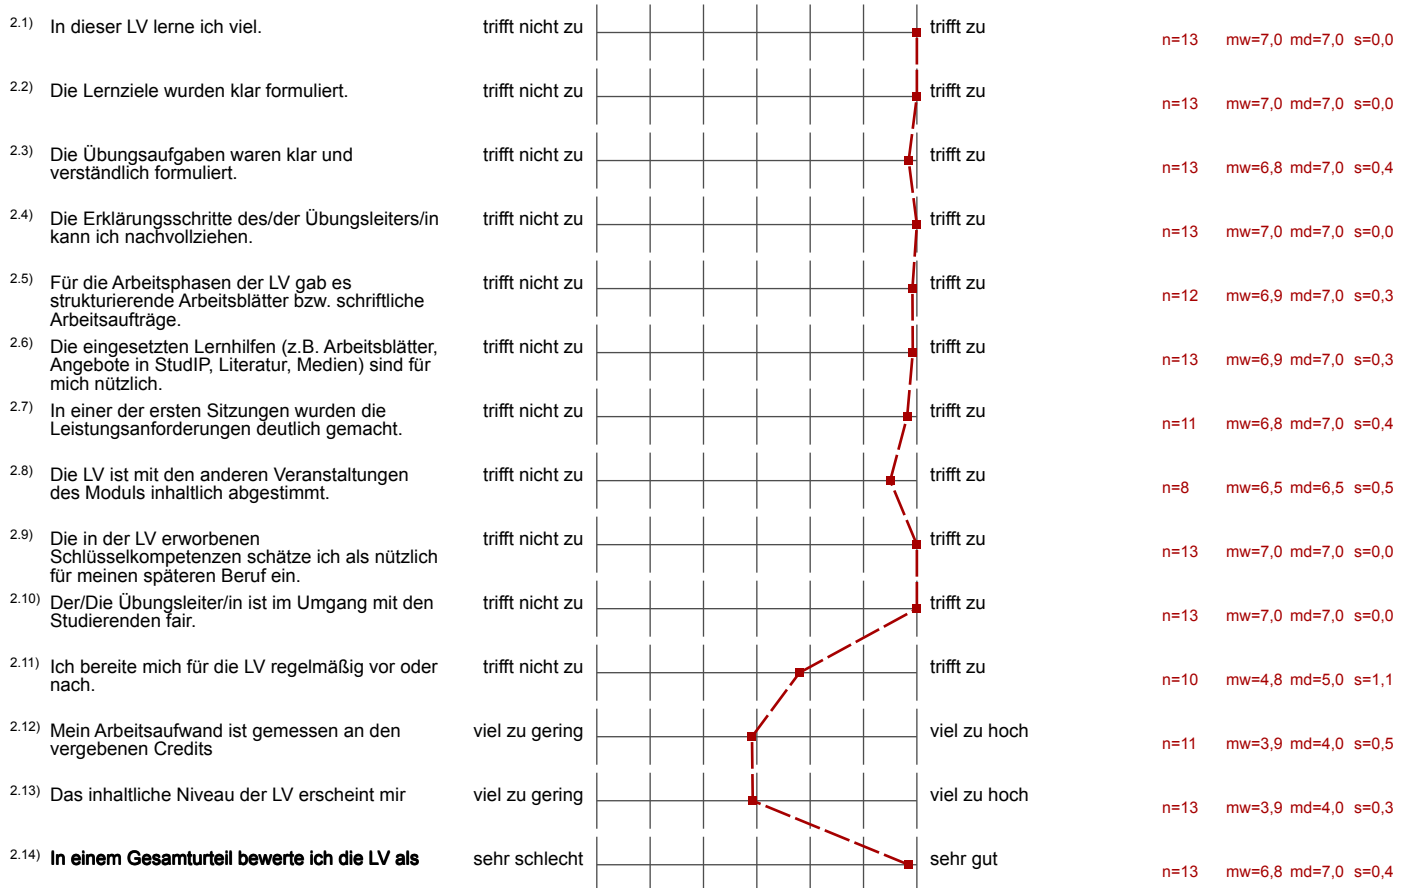 2.1) In dieser LV lerne ich viel. trifft nicht zu trifft zu n=13 mw=7,0 md=7,0 s=0,0
2.2) Die Lernziele wurden klar formuliert. trifft nicht zu trifft zu n=13 mw=7,0 md=7,0 s=0,0
2.3) Die Übungsaufgaben waren klar und trifft nicht zu trifft zu
verständlich formuliert. n=13 mw=6,8 md=7,0 s=0,4
2.4) Die Erklärungsschritte des/der Übungsleiters/in trifft nicht zu trifft zu
kann ich nachvollziehen. n=13 mw=7,0 md=7,0 s=0,0
2.5) Für die Arbeitsphasen der LV gab es trifft nicht zu trifft zu
strukturierende Arbeitsblätter bzw. schriftliche n=12 mw=6,9 md=7,0 s=0,3
Arbeitsaufträge.
2.6) Die eingesetzten Lernhilfen (z.B. Arbeitsblätter, trifft nicht zu trifft zu
Angebote in StudIP, Literatur, Medien) sind für n=13 mw=6,9 md=7,0 s=0,3
mich nützlich.
2.7) In einer der ersten Sitzungen wurden die trifft nicht zu trifft zu
Leistungsanforderungen deutlich gemacht. n=11 mw=6,8 md=7,0 s=0,4
2.8) Die LV ist mit den anderen Veranstaltungen trifft nicht zu trifft zu
des Moduls inhaltlich abgestimmt. n=8 mw=6,5 md=6,5 s=0,5
2.9) Die in der LV erworbenen trifft nicht zu trifft zu
Schlüsselkompetenzen schätze ich als nützlich n=13 mw=7,0 md=7,0 s=0,0
für meinen späteren Beruf ein.
2.10) Der/Die Übungsleiter/in ist im Umgang mit den trifft nicht zu trifft zu
Studierenden fair. n=13 mw=7,0 md=7,0 s=0,0
2.11) Ich bereite mich für die LV regelmäßig vor oder trifft nicht zu trifft zu
nach. n=10 mw=4,8 md=5,0 s=1,1
2.12) Mein Arbeitsaufwand ist gemessen an den viel zu gering viel zu hoch
vergebenen Credits n=11 mw=3,9 md=4,0 s=0,5
2.13) Das inhaltliche Niveau der LV erscheint mir viel zu gering viel zu hoch n=13 mw=3,9 md=4,0 s=0,3
2.14) In einem Gesamturteil bewerte ich die LV als sehr schlecht sehr gut n=13 mw=6,8 md=7,0 s=0,4